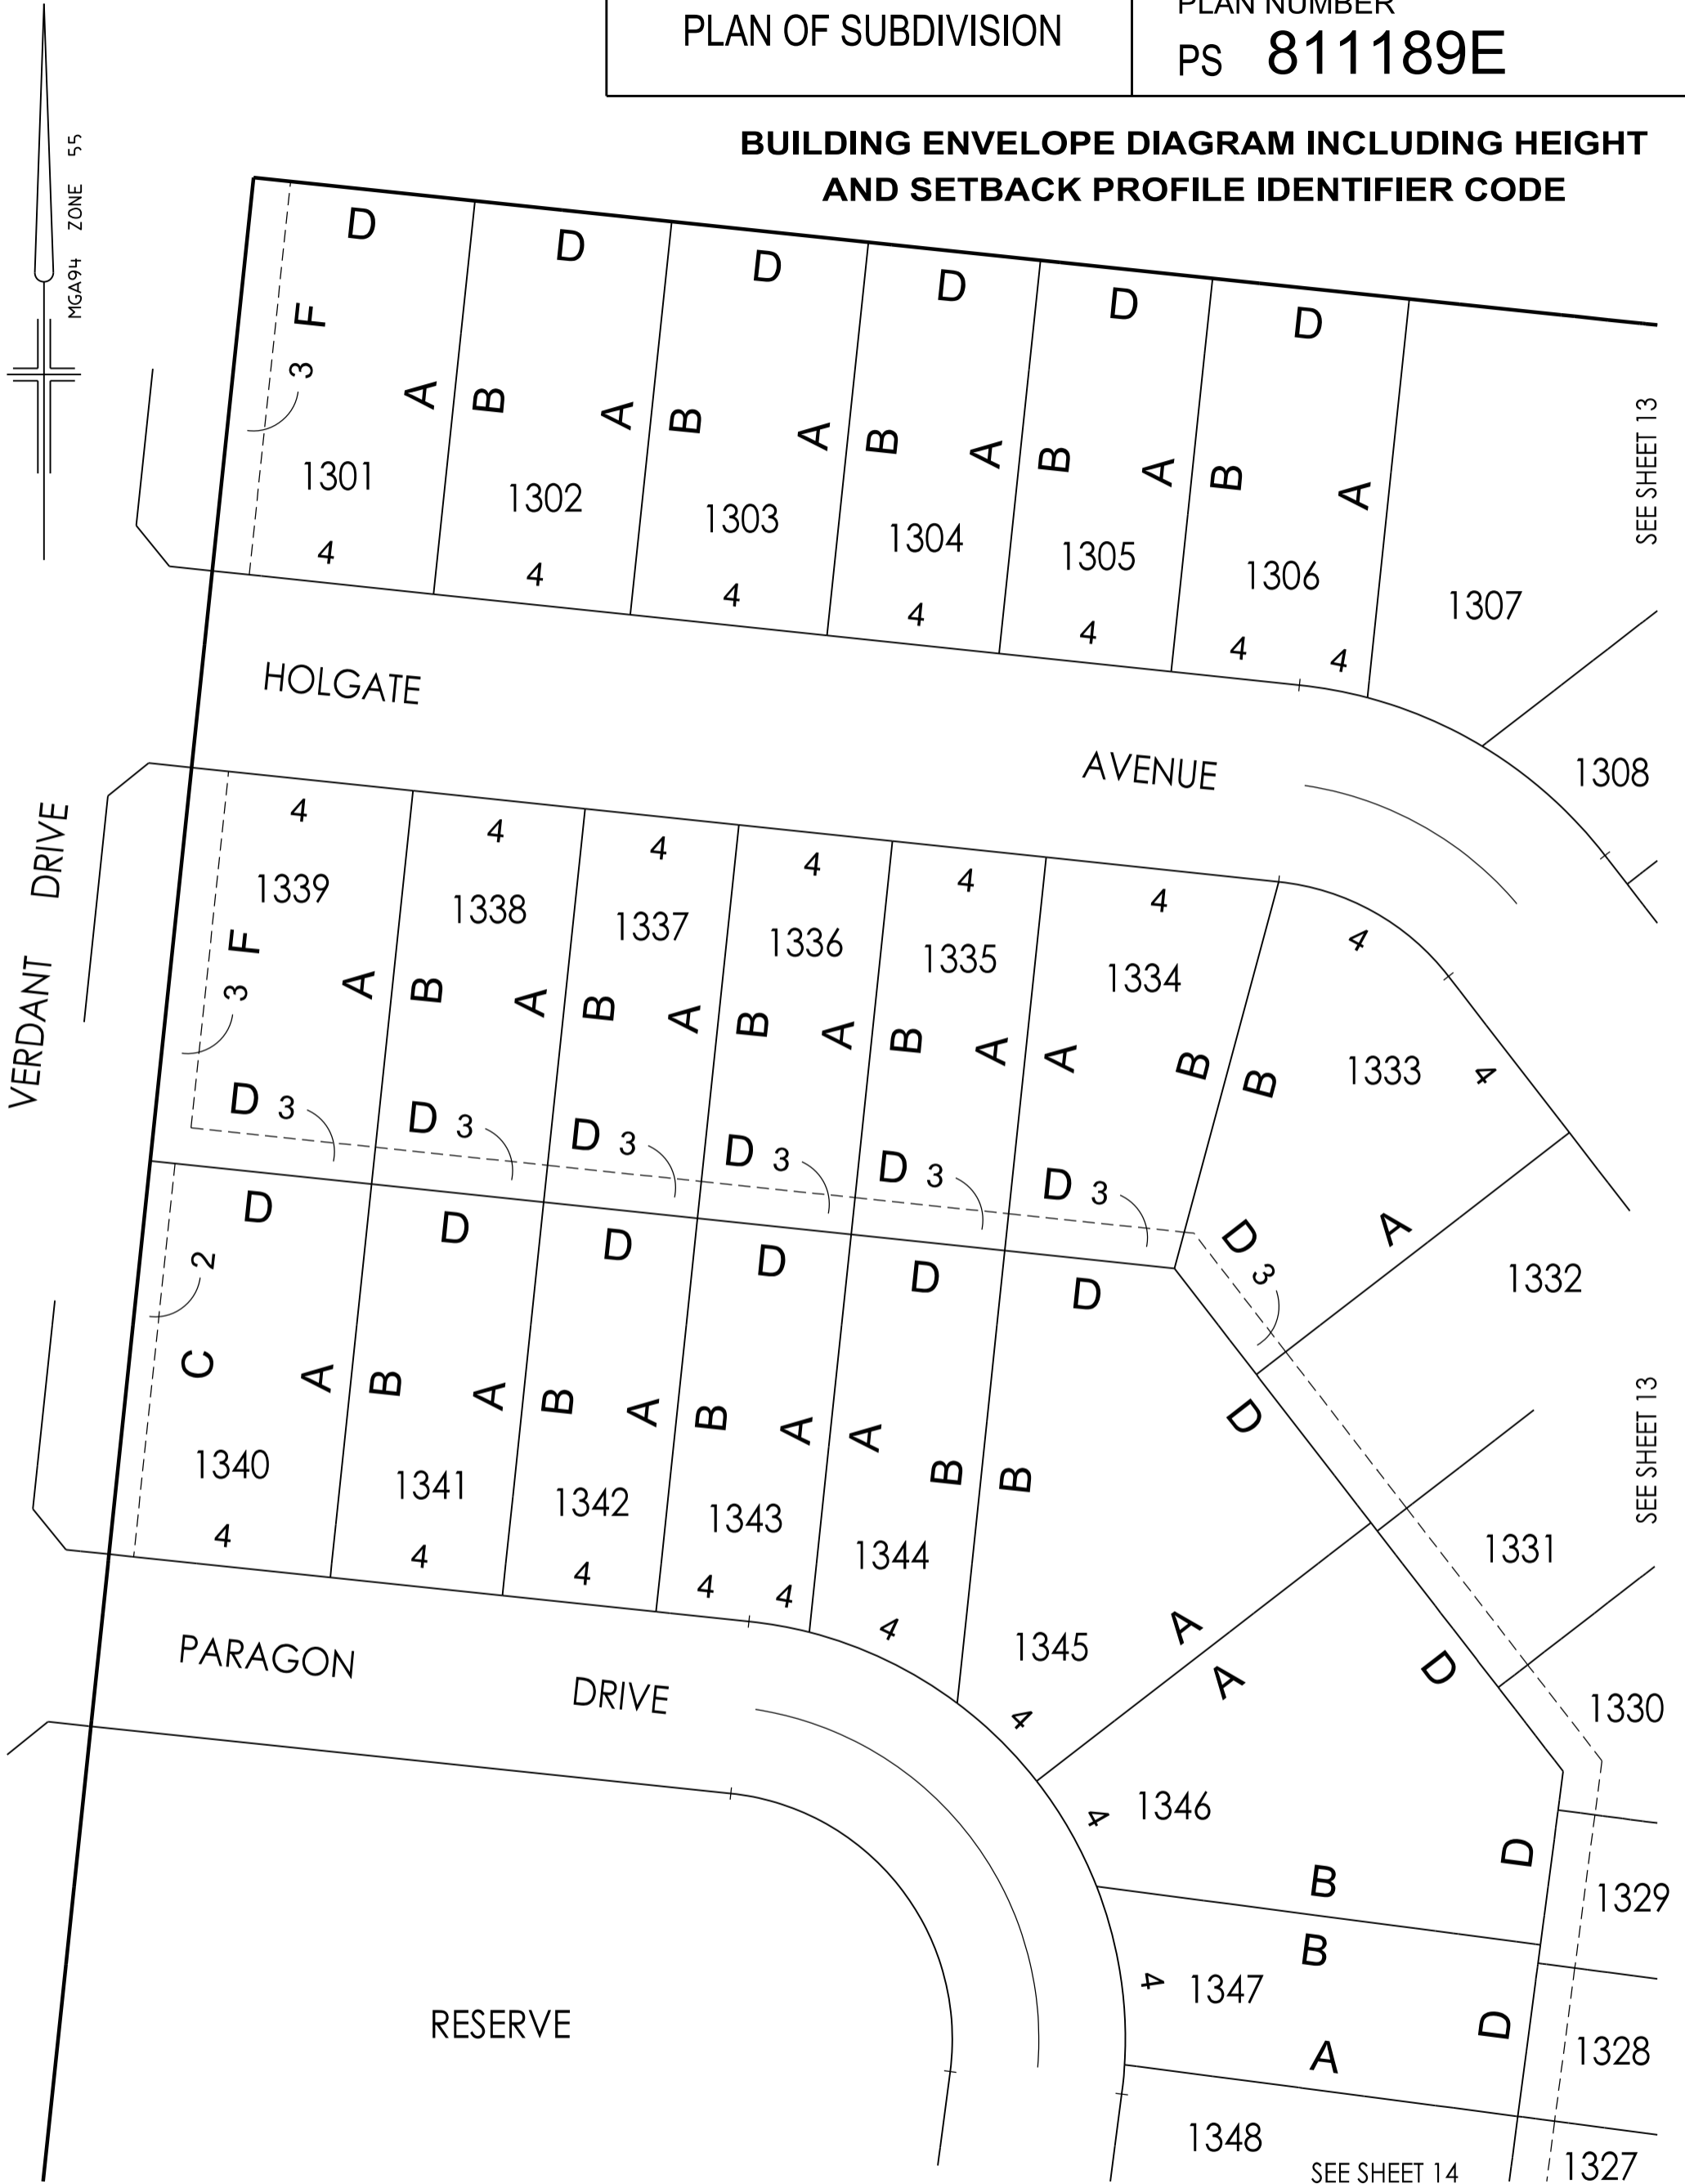 PLAN OF SUBDIVISION
PLAN NUMBER
PS 811189E
BUILDING ENVELOPE DIAGRAM INCLUDING HEIGHT
AND SETBACK PROFILE IDENTIFIER CODE
MGA94 ZONE 55
D D D D D D
F
3
A B A B A B A B A B A
1301 1302 1303 1304 1305 1306 1307
4 4 4 4 4 4 4
SEE SHEET 13
HOLGATE AVENUE
1308
VERDANT DRIVE
4 4 4 4 4 4 4
1339 1338 1337 1336 1335 1334 1333
F
3
A B A B A B A B A A B B
4
D 3 D 3 D 3 D 3 D 3 D 3 D 3
A
1332
D D D D D D
2
C
A B A B A B A A B B
D
SEE SHEET 13
1340 1341 1342 1343 1344 1345
1331
4 4 4 4 4 4 4
A
A
D
1330
PARAGON DRIVE
4 1346
D
B
1329
B
4 1347
D
A
1328
RESERVE
1348
SEE SHEET 14
1327